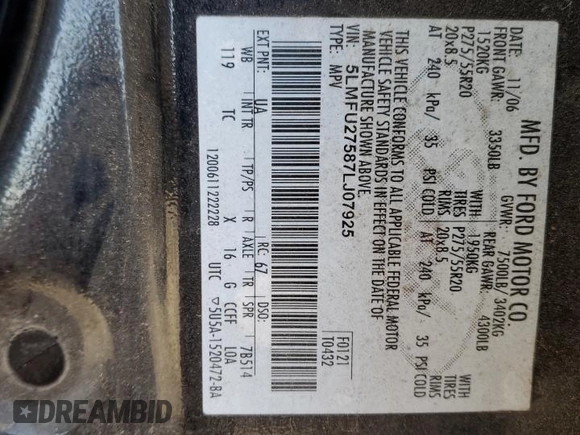 MFD. BY FORD MOTOR CO.
DATE: 11/06
GVWR: 7500LB/ 3402KG
FRONT GAWR: 3350LB
REAR GAWR: 4300LB
1520KG
WITH
1950KG
WITH
P275/55R20
TIRES
P275/55R20
TIRES
20x8.5
RIMS
20x8.5
RIMS
AT 240 kPa/ 35 PSI COLD
AT 240 kPa/ 35 PSI COLD
THIS VEHICLE CONFORMS TO ALL APPLICABLE FEDERAL MOTOR
VEHICLE SAFETY STANDARDS IN EFFECT ON THE DATE OF
MANUFACTURE SHOWN ABOVE.
VIN: 5LMFU27587LJ07925
TYPE: MPV
F0121
T0432
EXT PNT: UA RC: 67 DSO:
WB INT TR TP/PS R AXLE TR SPR 7B514
119 TC X 16 G CCFF LOA
1200611222228 UTC ▽5U5A-1520472-BA
DREAMBID